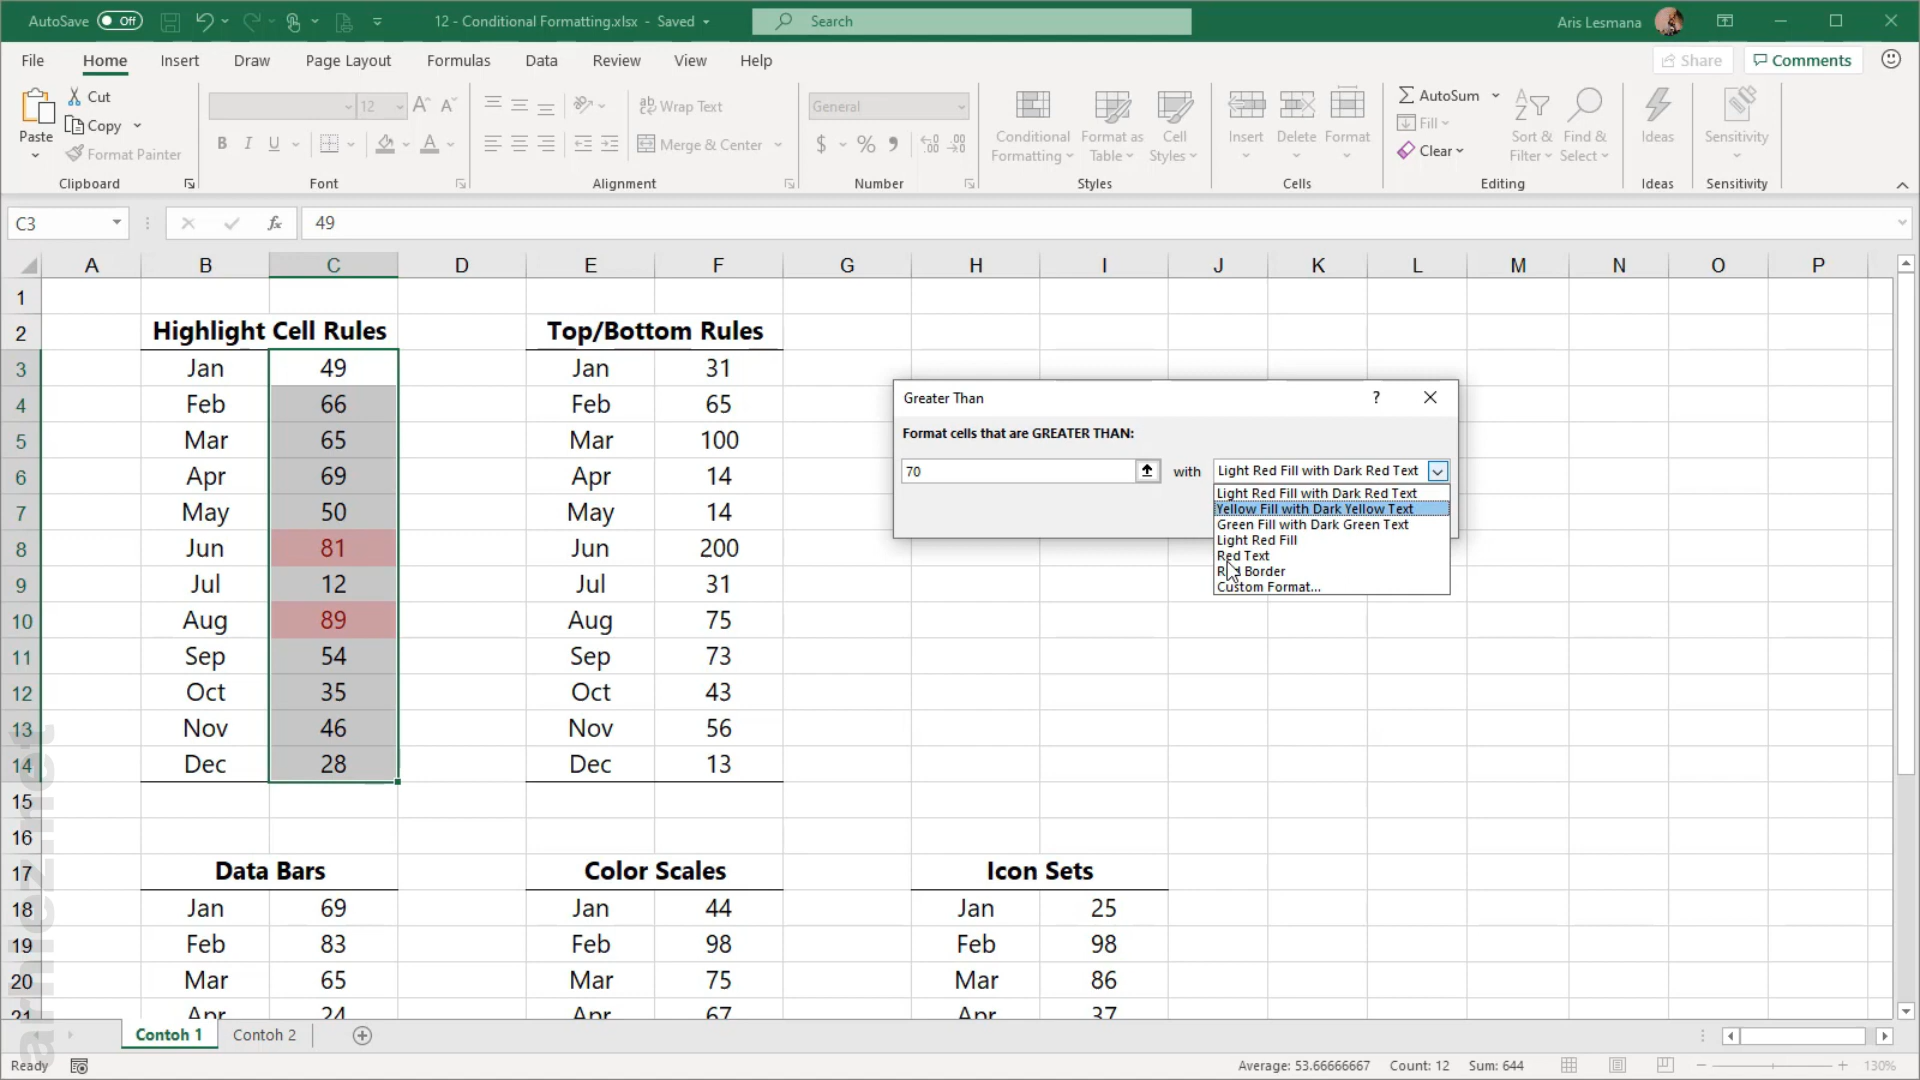 AutoSave Off 12 - Conditional Formatting.xlsx - Saved Search Aris Lesmana
File Home Insert Draw Page Layout Formulas Data Review View Help Share Comments
Paste Cut Copy Format Painter Clipboard
12 B I U Font
Wrap Text Merge & Center Alignment
General $ % Number
Conditional Formatting Format as Table Cell Styles Styles
Insert Delete Format Cells
AutoSum Fill Clear Sort & Filter Find & Select Editing
Ideas Ideas
Sensitivity Sensitivity
C3 fx 49
A B C D E F G H I J K L M N O P
1
2 Highlight Cell Rules Top/Bottom Rules
3 Jan 49 Jan 31
4 Feb 66 Feb 65
5 Mar 65 Mar 100
6 Apr 69 Apr 14
7 May 50 May 14
8 Jun 81 Jun 200
9 Jul 12 Jul 31
10 Aug 89 Aug 75
11 Sep 54 Sep 73
12 Oct 35 Oct 43
13 Nov 46 Nov 56
14 Dec 28 Dec 13
15
16
17 Data Bars Color Scales Icon Sets
18 Jan 69 Jan 44 Jan 25
19 Feb 83 Feb 98 Feb 98
20 Mar 65 Mar 75 Mar 86
21 Apr 24 Apr 67 Apr 37
Greater Than ?
Format cells that are GREATER THAN:
70 with Light Red Fill with Dark Red Text
Light Red Fill with Dark Red Text
Yellow Fill with Dark Yellow Text
Green Fill with Dark Green Text
Light Red Fill
Red Text
Red Border
Custom Format...
arhez.net
Contoh 1 Contoh 2
Ready Average: 53.66666667 Count: 12 Sum: 644 130%